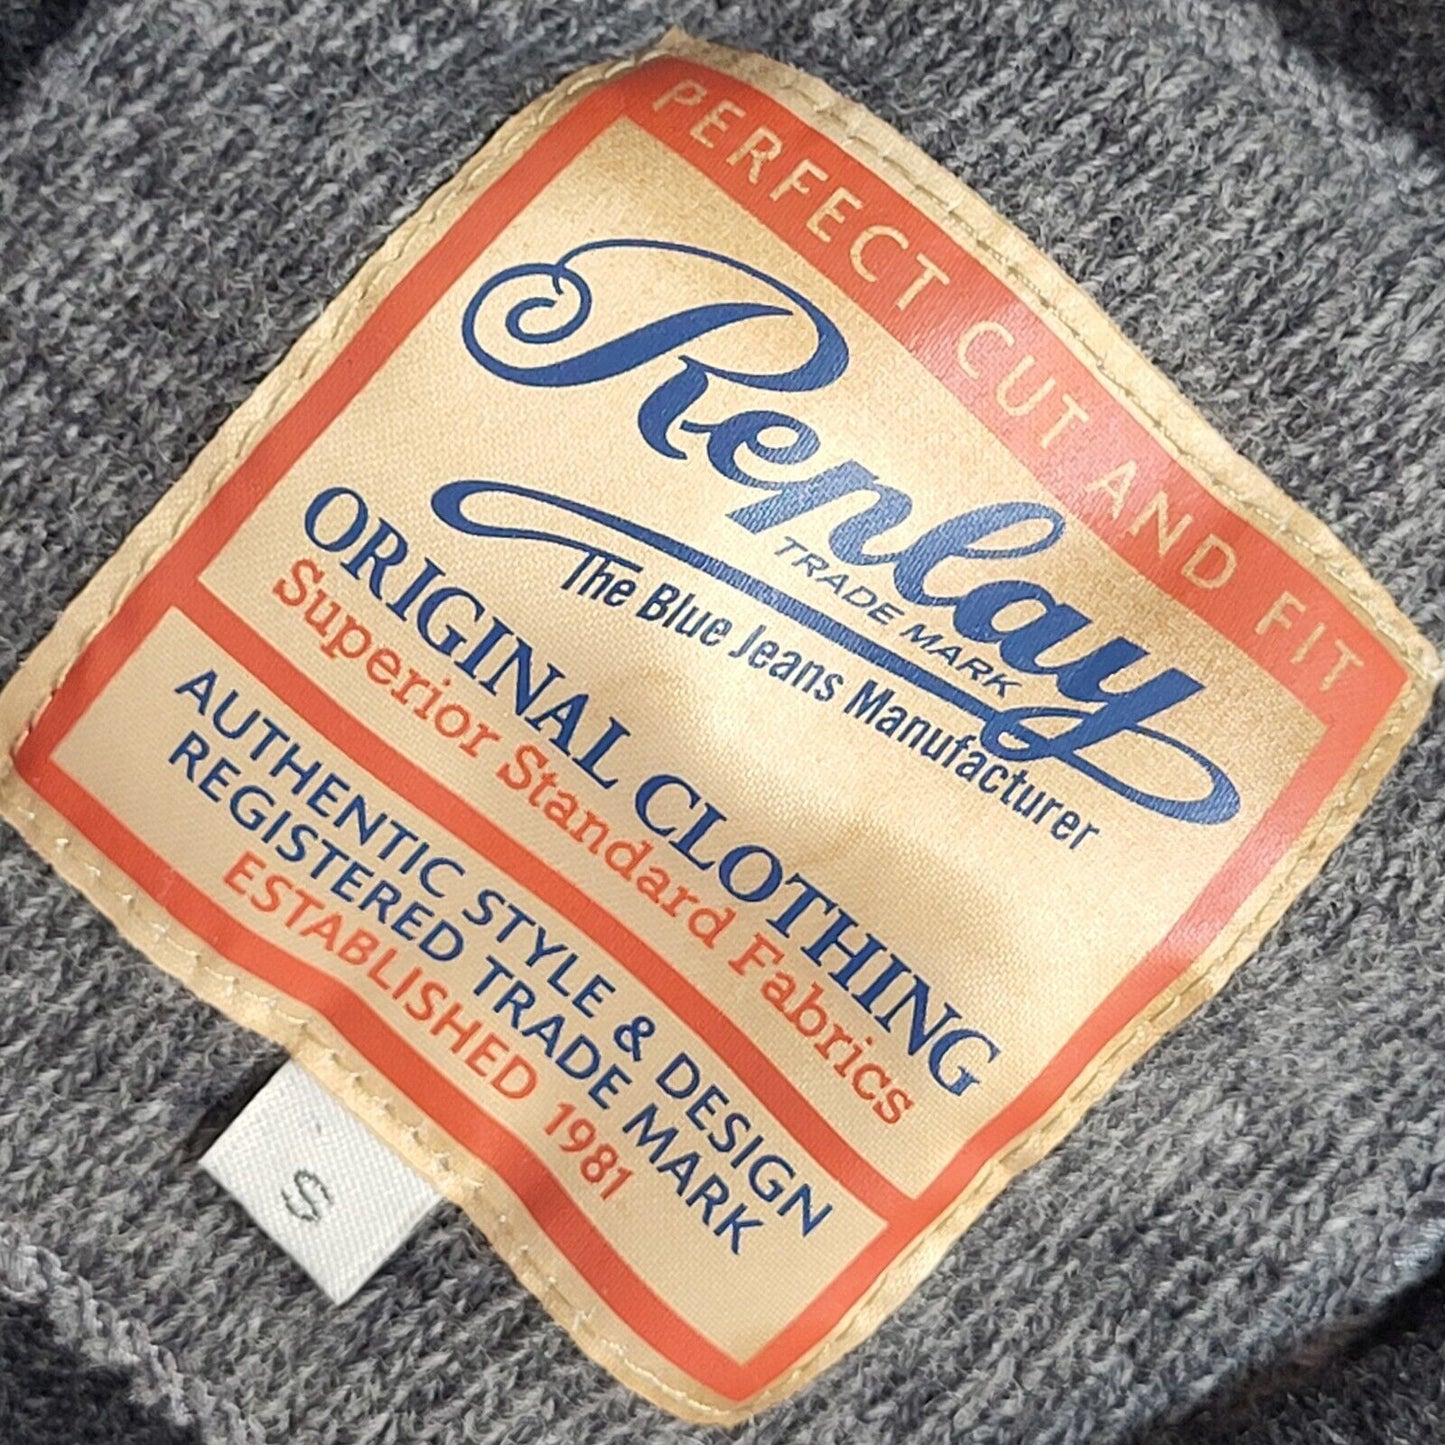 PERFECT CUT AND FIT
Replay
TRADE MARK
The Blue Jeans Manufacturer
ORIGINAL CLOTHING
Superior Standard Fabrics
AUTHENTIC STYLE & DESIGN
REGISTERED TRADE MARK
ESTABLISHED 1981
S